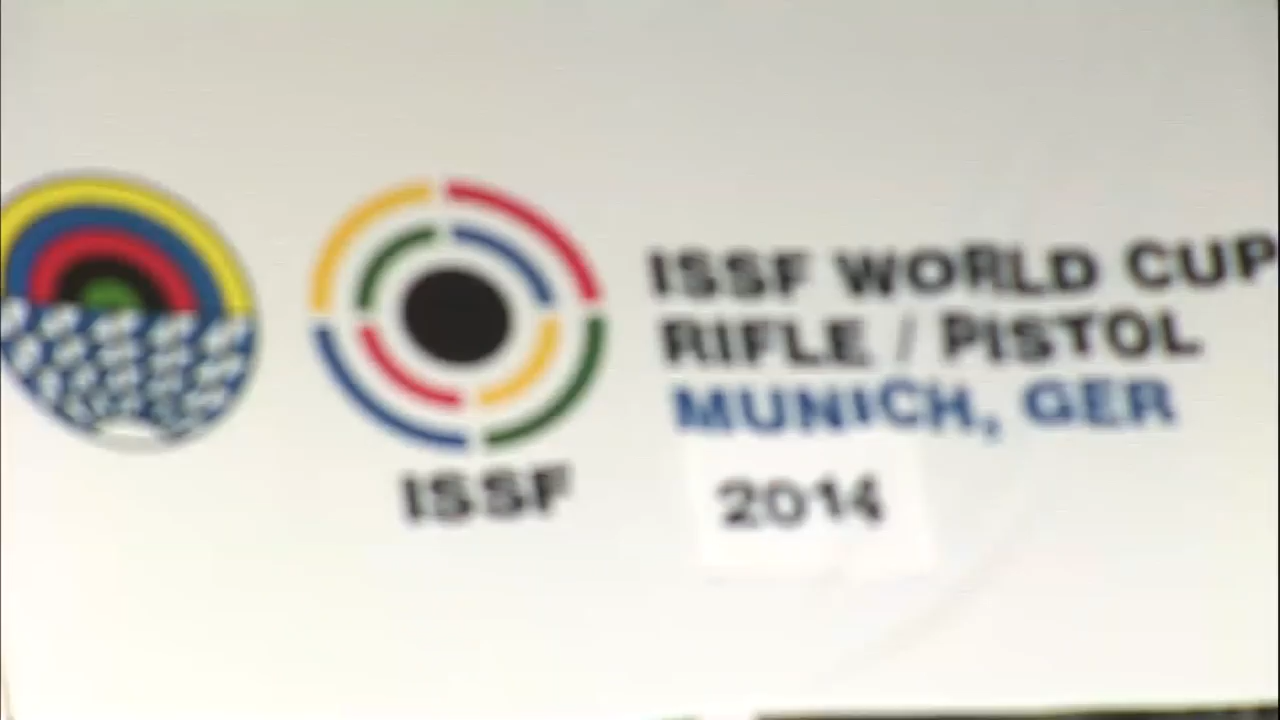 ISSF WORLD CUP
RIFLE / PISTOL
MUNICH, GER
2014
ISSF